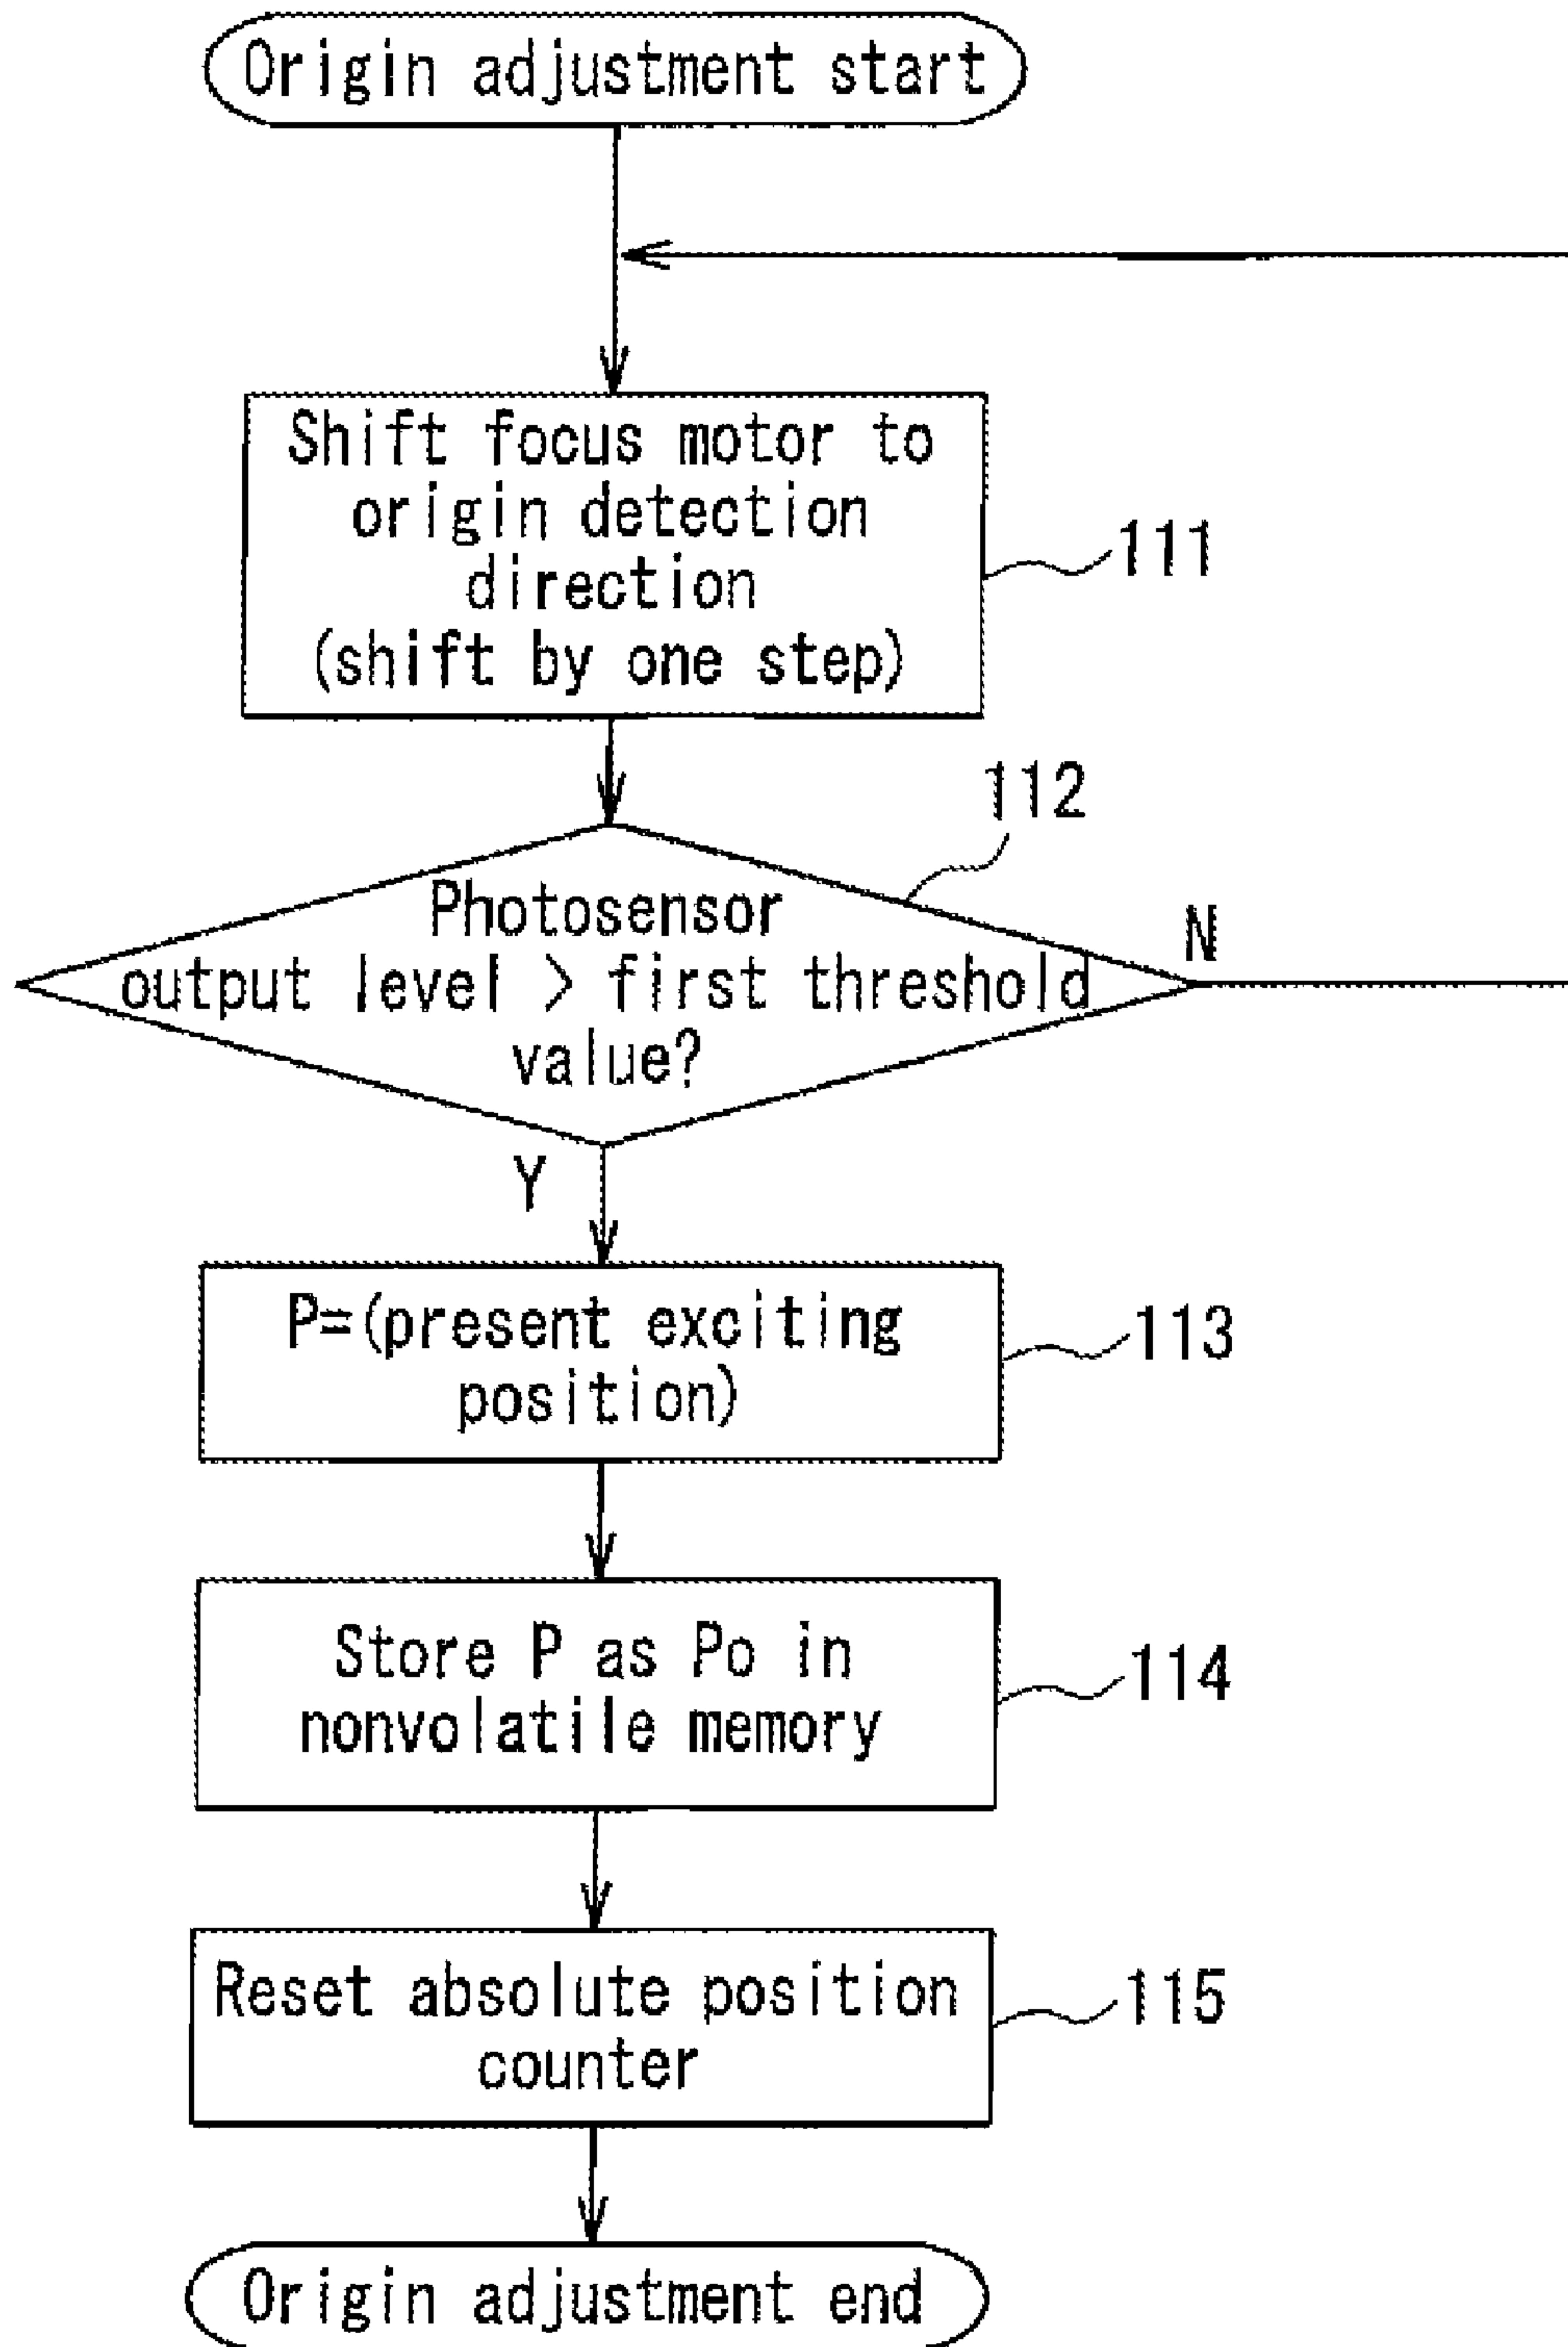 Origin adjustment start
Shift focus motor to
origin detection
direction
(shift by one step)
111
112
Photosensor
output level > first threshold
value?
N
Y
P=(present exciting
position)
113
Store P as Po in
nonvolatile memory
114
Reset absolute position
counter
115
Origin adjustment end